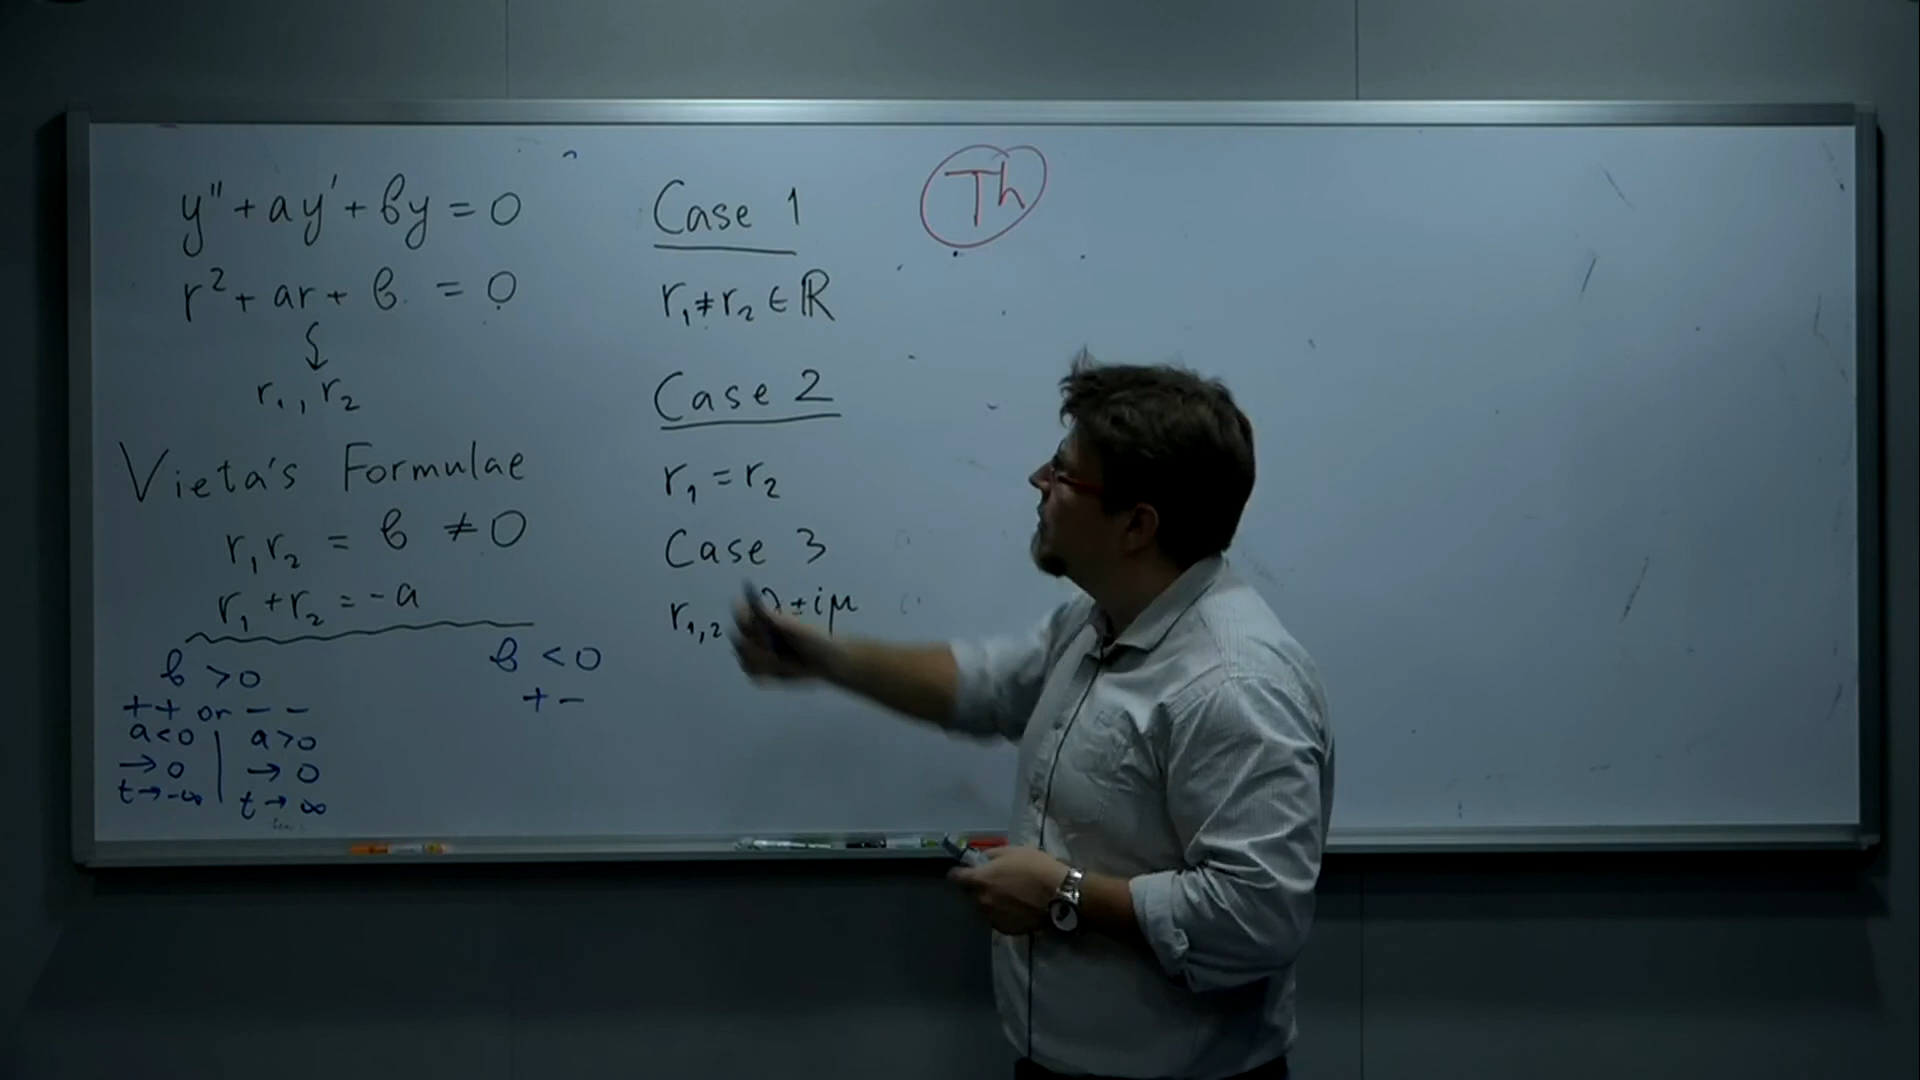 y'' + ay' + by = 0
r² + ar + b = 0
r₁, r₂
Vieta's Formulae
r₁r₂ = b ≠ 0
r₁ + r₂ = -a
b > 0
+ + or - -
a < 0 | a > 0
→ 0 | → 0
t → -∞ | t → ∞
b < 0
+ -
Case 1
r₁ ≠ r₂ ∈ ℝ
Case 2
r₁ = r₂
Case 3
r₁,₂ λ ± iμ
Th